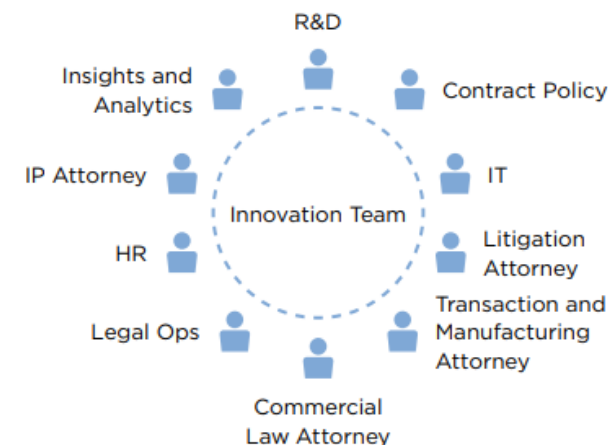 R&D
Insights and
Analytics
Contract Policy
IP Attorney
IT
Innovation Team
HR
Litigation
Attorney
Legal Ops
Transaction and
Manufacturing
Attorney
Commercial
Law Attorney